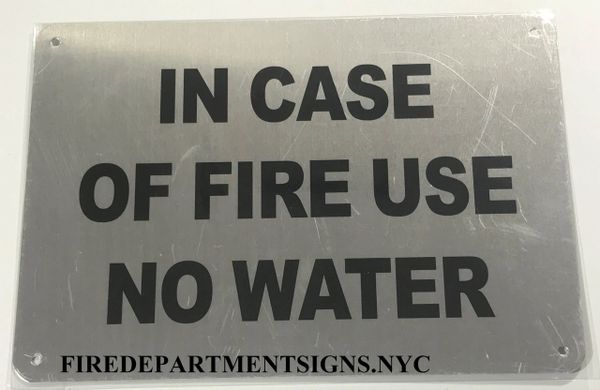 IN CASE
OF FIRE USE
NO WATER
FIREDEPARTMENTSIGNS.NYC